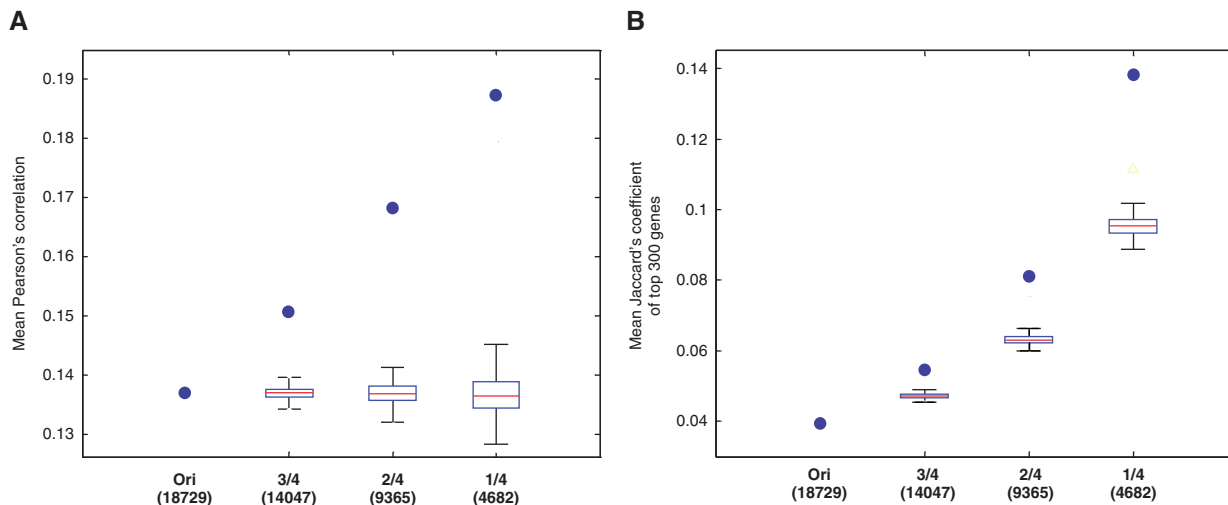 A
Mean Pearson's correlation
0.19
0.18
0.17
0.16
0.15
0.14
0.13
Ori 3/4 2/4 1/4
(18729) (14047) (9365) (4682)
B
Mean Jaccard's coefficient
of top 300 genes
0.14
0.12
0.1
0.08
0.06
0.04
Ori 3/4 2/4 1/4
(18729) (14047) (9365) (4682)